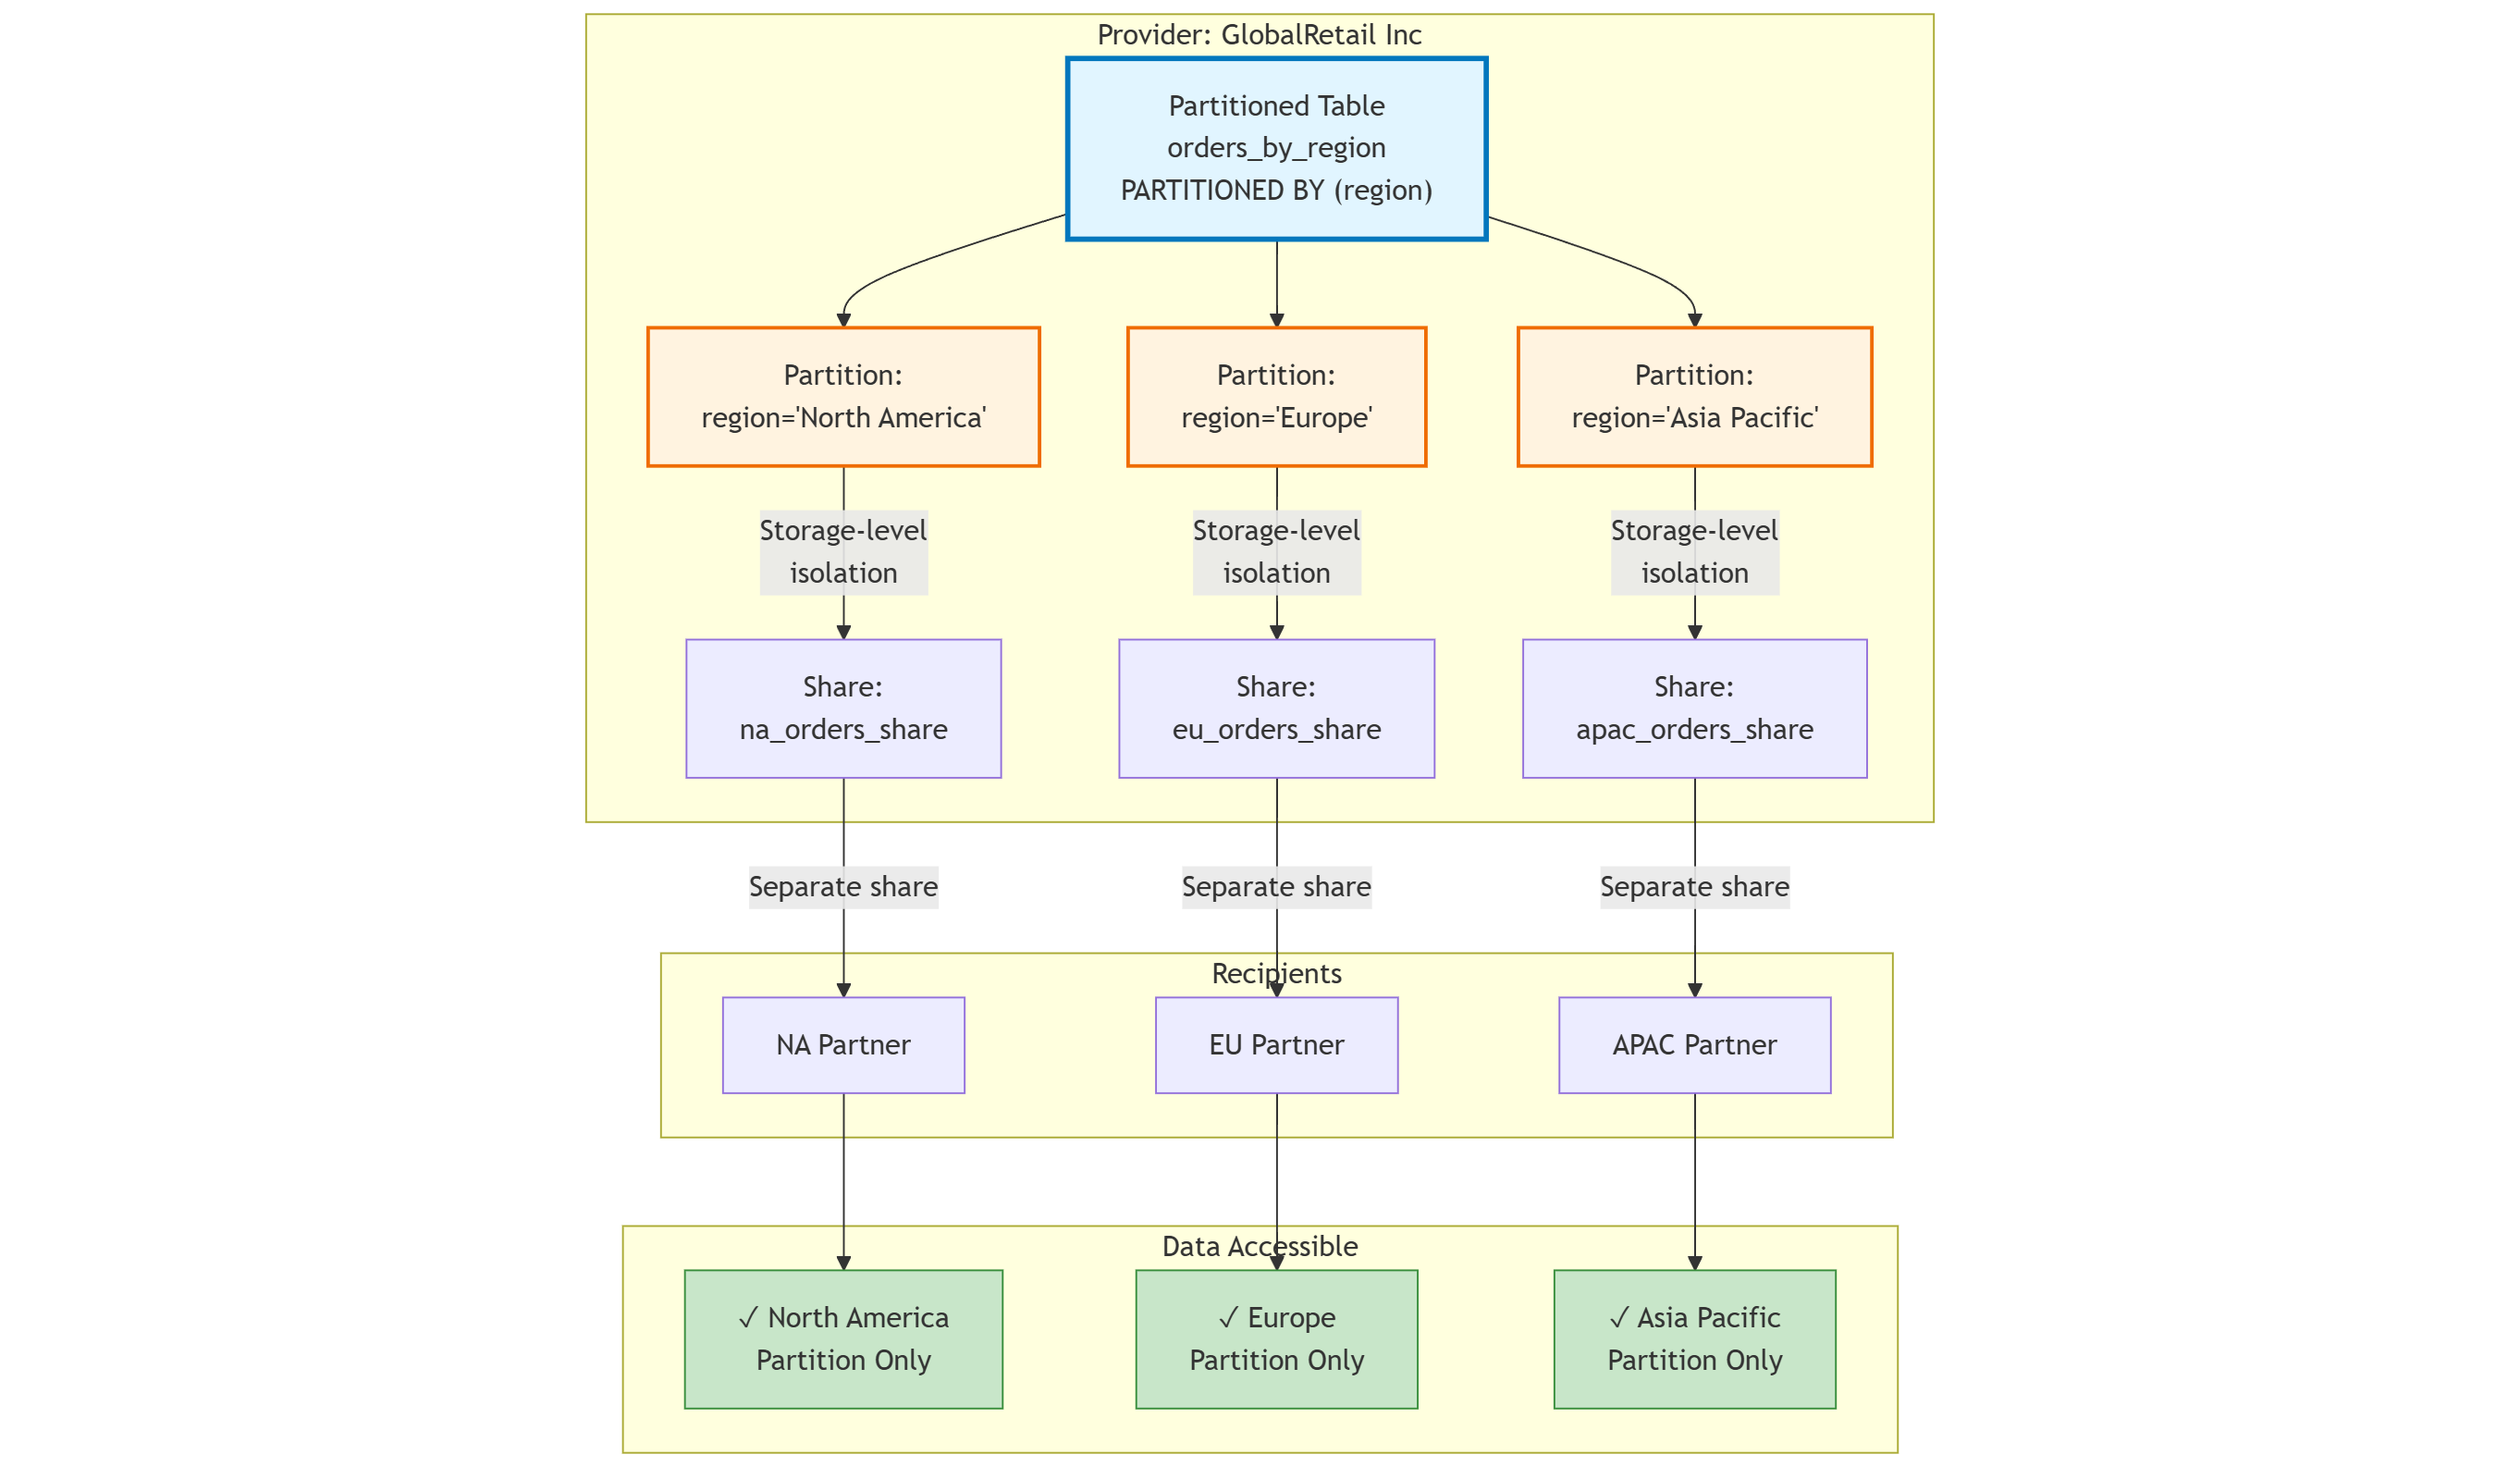 Provider: GlobalRetail Inc
Partitioned Table
orders_by_region
PARTITIONED BY (region)
Partition:
region='North America'
Partition:
region='Europe'
Partition:
region='Asia Pacific'
Storage-level
isolation
Storage-level
isolation
Storage-level
isolation
Share:
na_orders_share
Share:
eu_orders_share
Share:
apac_orders_share
Separate share
Separate share
Separate share
Recipients
NA Partner
EU Partner
APAC Partner
Data Accessible
✓ North America
Partition Only
✓ Europe
Partition Only
✓ Asia Pacific
Partition Only